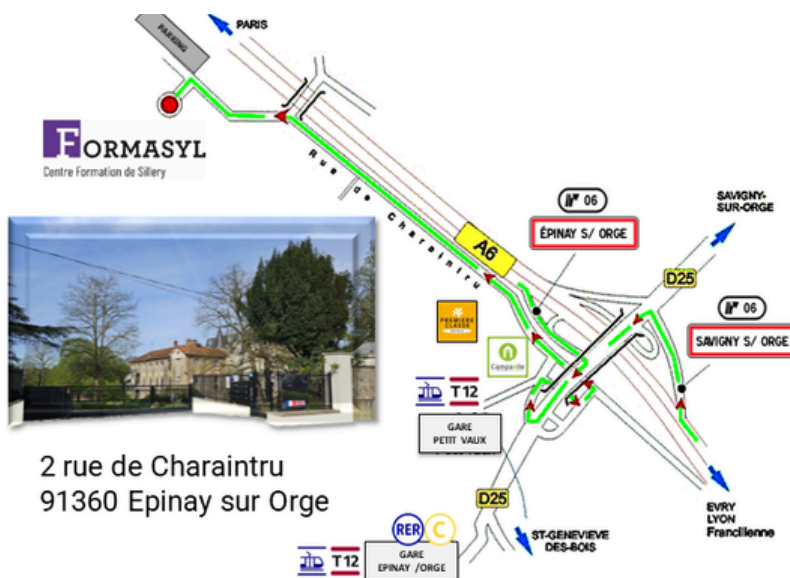 PARIS
PARKING
FORMASYL
Centre Formation de Sillery
Rue de Charaintru
A6
06
ÉPINAY S/ ORGE
SAVIGNY-
SUR-ORGE
D25
06
SAVIGNY S/ ORGE
PREMIERE
CLASSE
Campanile
T12
GARE
PETIT VAUX
2 rue de Charaintru
91360 Epinay sur Orge
D25
EVRY
LYON
Francilienne
RER C
ST-GENEVIEVE
DES-BOIS
T12
GARE
EPINAY /ORGE